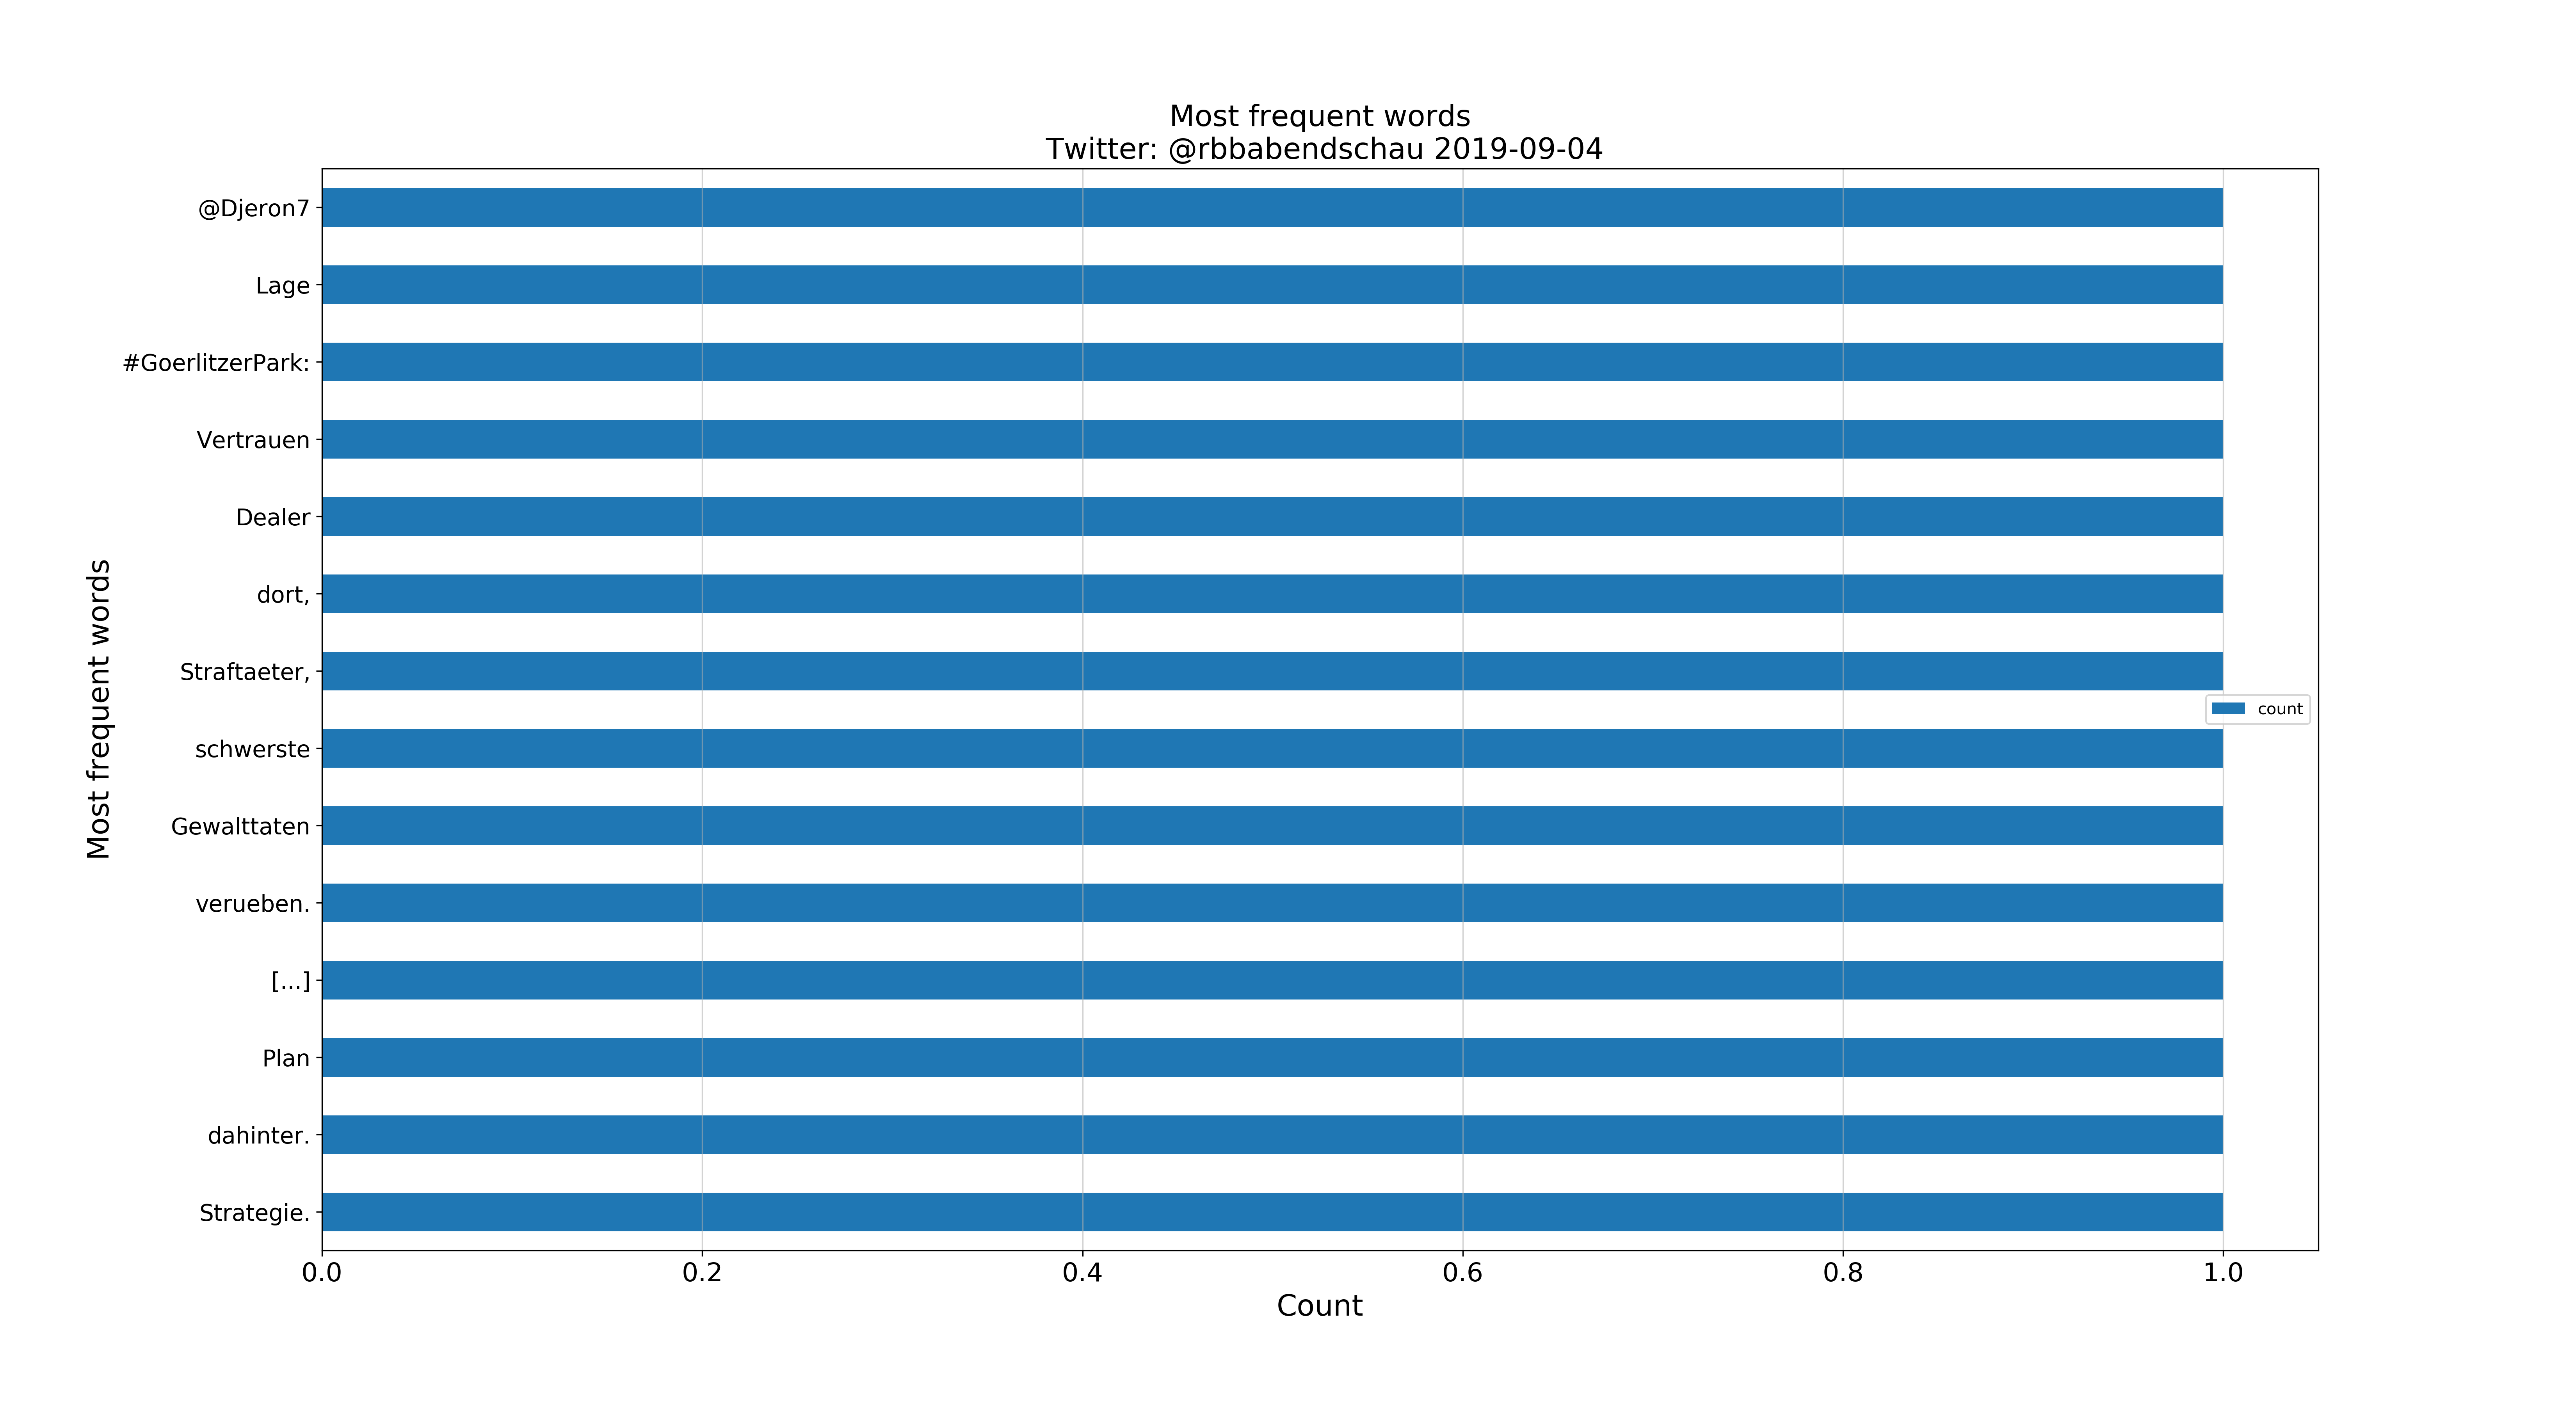 Most frequent words
Twitter: @rbbabendschau 2019-09-04
Most frequent words
@Djeron7
Lage
#GoerlitzerPark:
Vertrauen
Dealer
dort,
Straftaeter,
schwerste
Gewalttaten
verueben.
[...]
Plan
dahinter.
Strategie.
count
0.0 0.2 0.4 0.6 0.8 1.0
Count